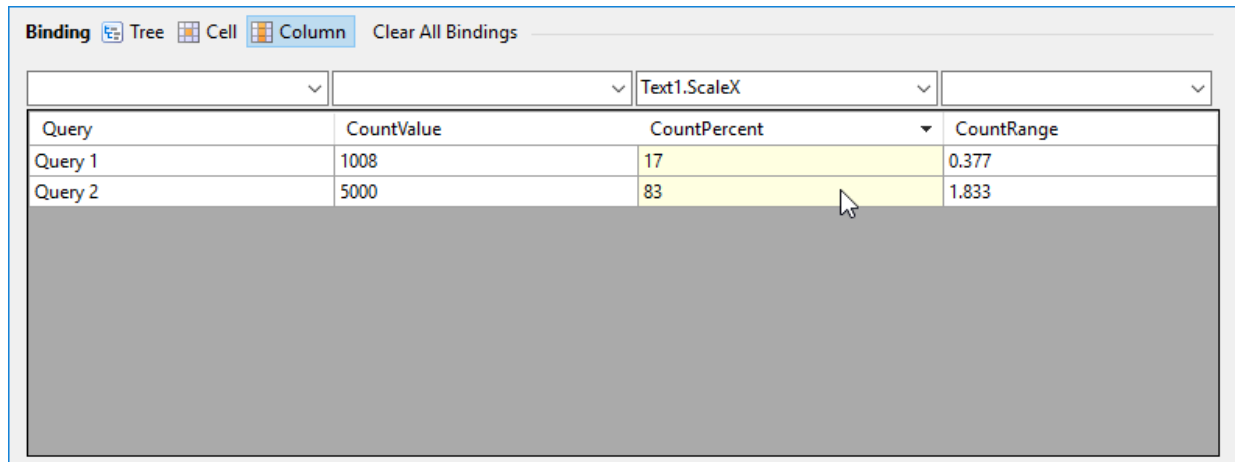 Binding Tree Cell Column Clear All Bindings
Text1.ScaleX
Query CountValue CountPercent CountRange
Query 1 1008 17 0.377
Query 2 5000 83 1.833